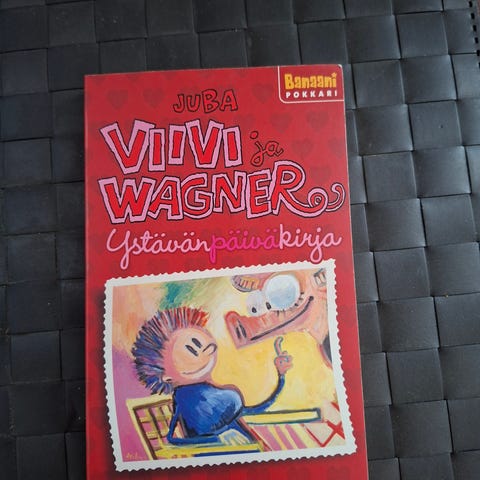 Banaani
POKKARI
JUBA
VIIVI ja
WAGNER
Ystävänpäiväkirja